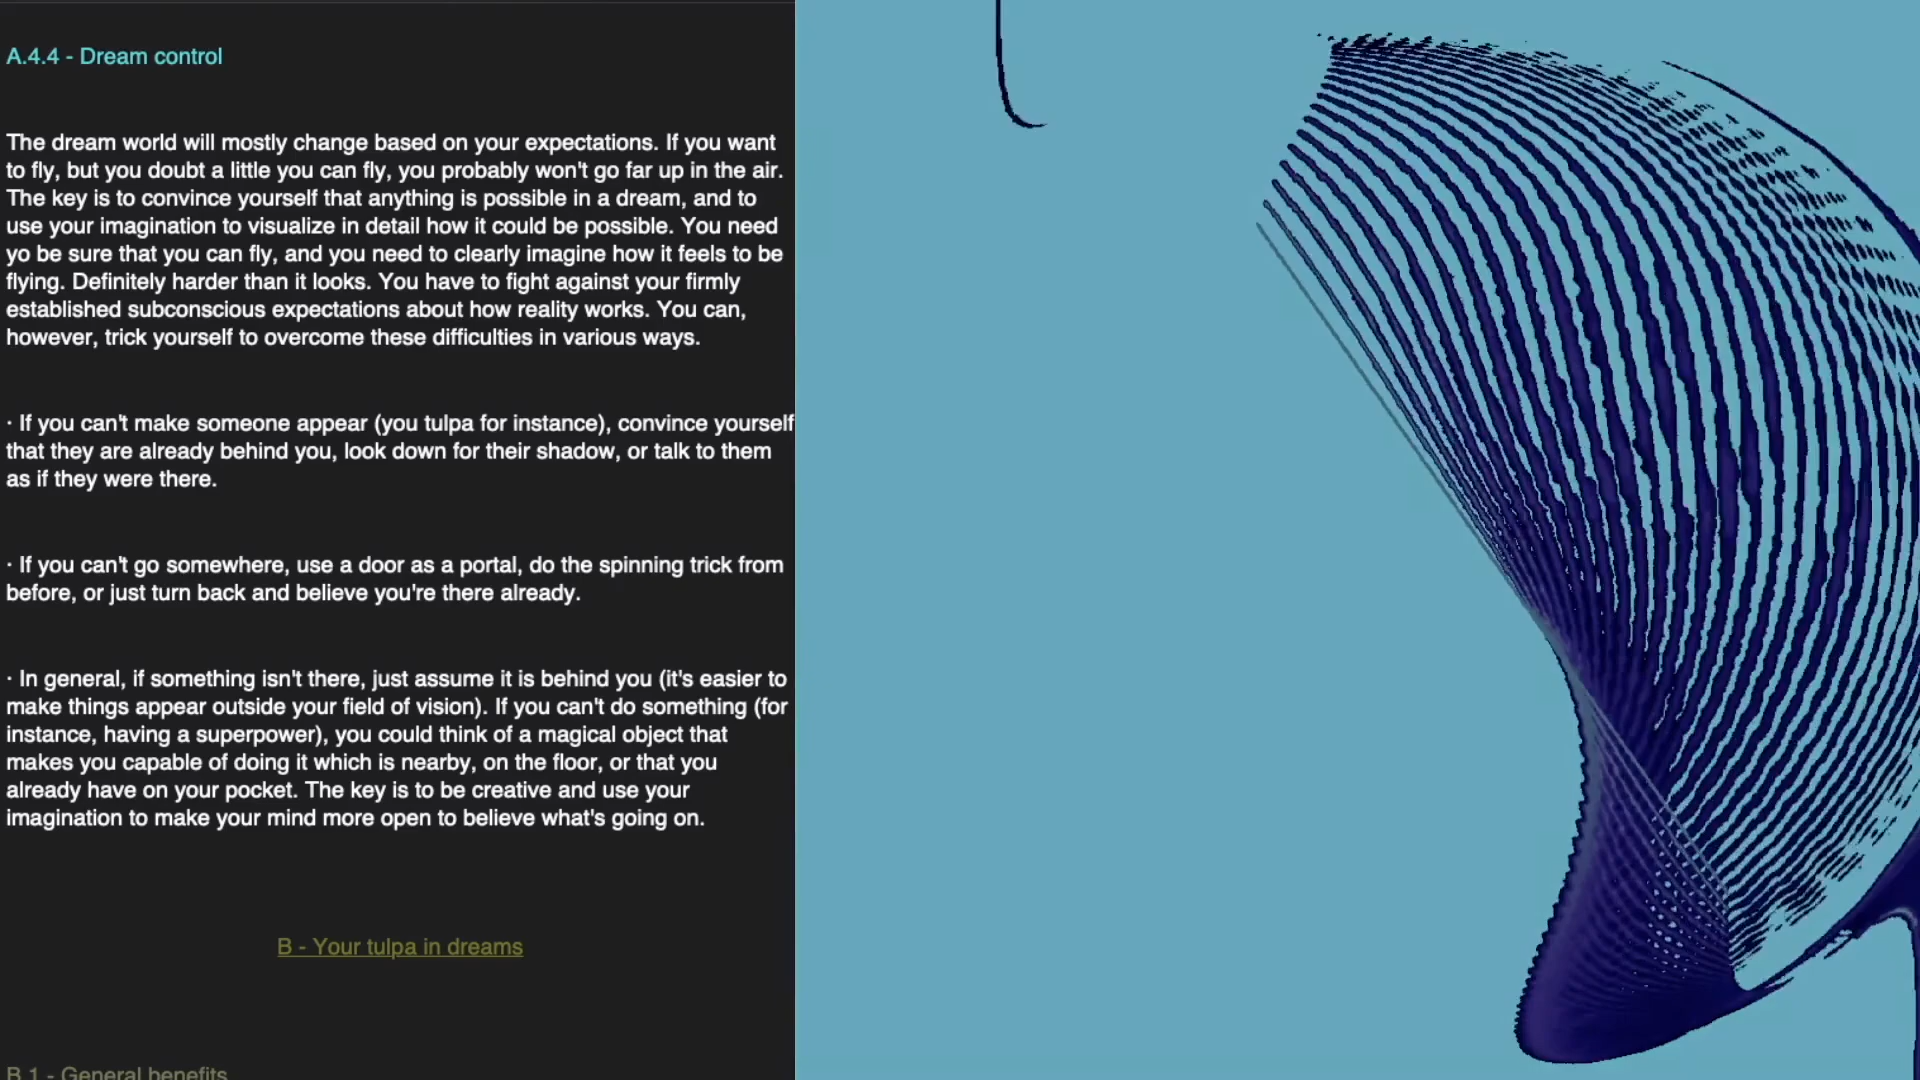 A.4.4 - Dream control
The dream world will mostly change based on your expectations. If you want
to fly, but you doubt a little you can fly, you probably won't go far up in the air.
The key is to convince yourself that anything is possible in a dream, and to
use your imagination to visualize in detail how it could be possible. You need
yo be sure that you can fly, and you need to clearly imagine how it feels to be
flying. Definitely harder than it looks. You have to fight against your firmly
established subconscious expectations about how reality works. You can,
however, trick yourself to overcome these difficulties in various ways.
· If you can't make someone appear (you tulpa for instance), convince yourself
that they are already behind you, look down for their shadow, or talk to them
as if they were there.
· If you can't go somewhere, use a door as a portal, do the spinning trick from
before, or just turn back and believe you're there already.
· In general, if something isn't there, just assume it is behind you (it's easier to
make things appear outside your field of vision). If you can't do something (for
instance, having a superpower), you could think of a magical object that
makes you capable of doing it which is nearby, on the floor, or that you
already have on your pocket. The key is to be creative and use your
imagination to make your mind more open to believe what's going on.
B - Your tulpa in dreams
B.1 - General benefits